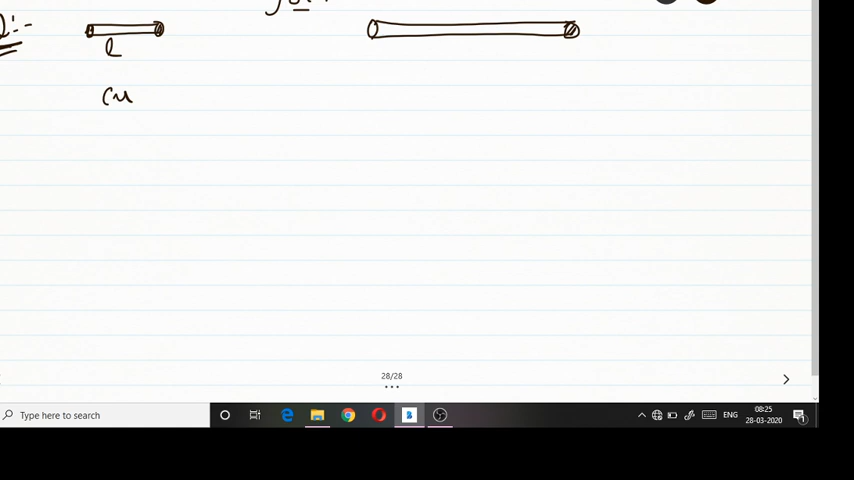 l
Cu
28/28
Type here to search
ENG
08:25
28-03-2020